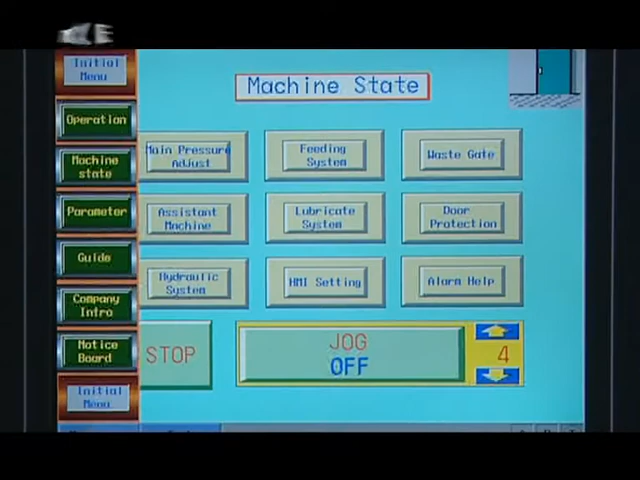 Initial
Menu
Machine State
Operation
Machine
state
Parameter
Guide
Company
Intro
Notice
Board
Initial
Menu
Main Pressure
Adjust
Feeding
System
Waste Gate
Assistant
Machine
Lubricate
System
Door
Protection
Hydraulic
System
HMI Setting
Alarm Help
STOP
JOG
OFF
4